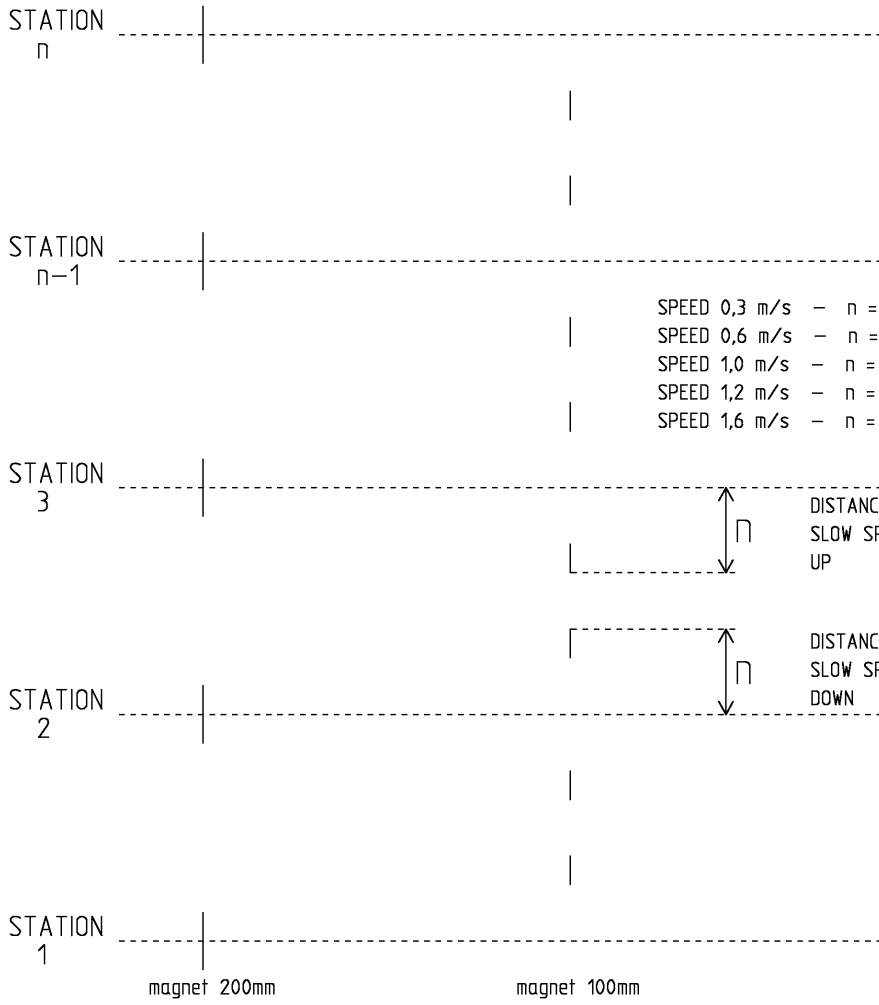 STATION
n
STATION
n-1
SPEED 0,3 m/s - n =
SPEED 0,6 m/s - n =
SPEED 1,0 m/s - n =
SPEED 1,2 m/s - n =
SPEED 1,6 m/s - n =
STATION
3
n
DISTANC
SLOW SP
UP
n
DISTANC
SLOW SP
DOWN
STATION
2
STATION
1
magnet 200mm
magnet 100mm